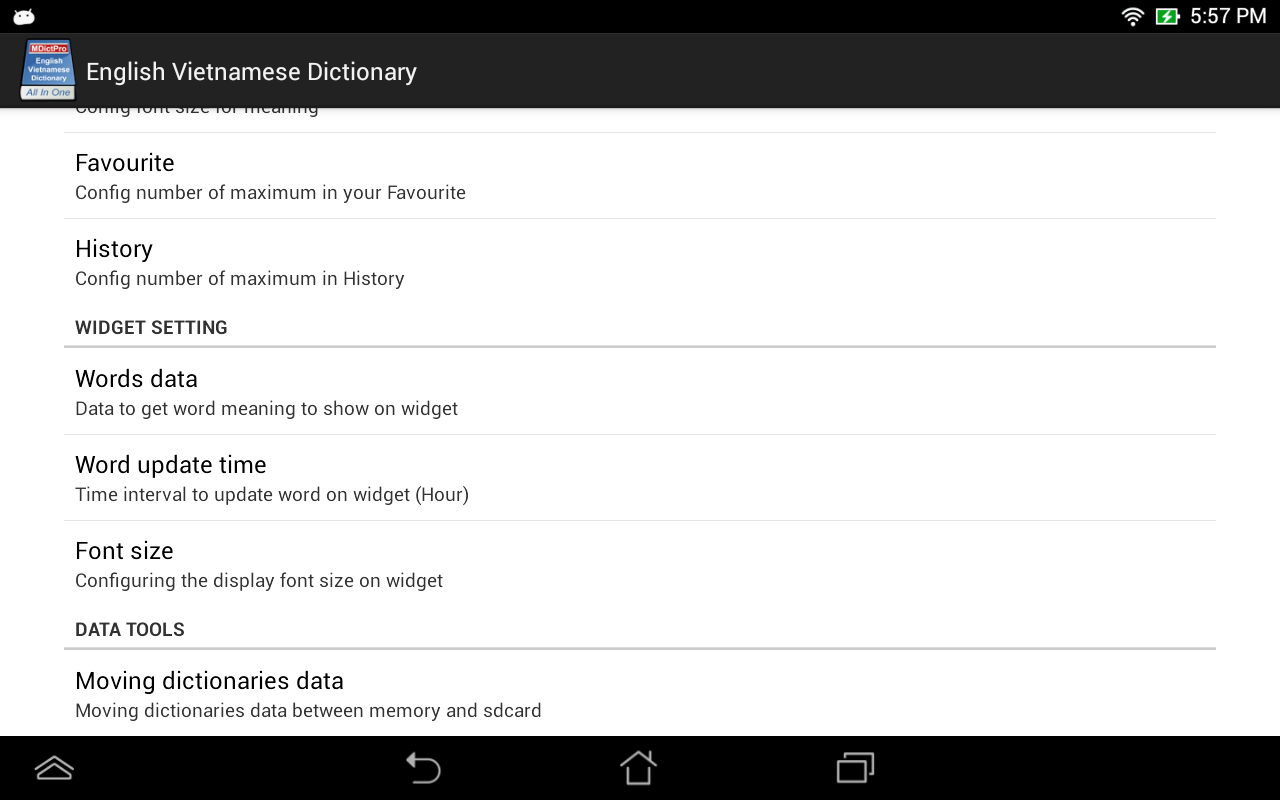 5:57 PM
MDictPro
English
Vietnamese
Dictionary
All In One
English Vietnamese Dictionary
Config font size for meaning
Favourite
Config number of maximum in your Favourite
History
Config number of maximum in History
WIDGET SETTING
Words data
Data to get word meaning to show on widget
Word update time
Time interval to update word on widget (Hour)
Font size
Configuring the display font size on widget
DATA TOOLS
Moving dictionaries data
Moving dictionaries data between memory and sdcard